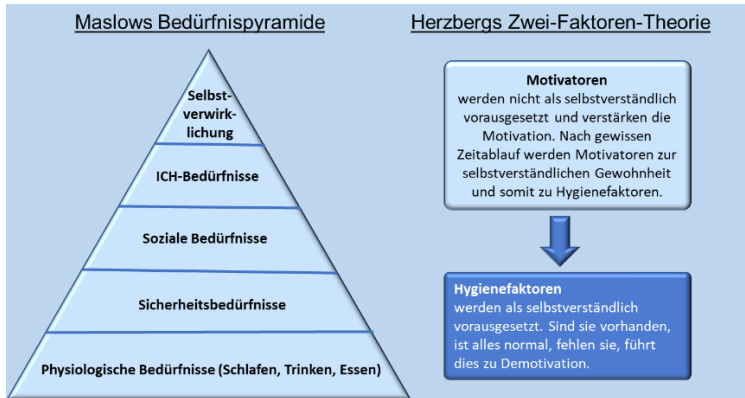 Maslows Bedürfnispyramide
Selbst-
verwirk-
lichung
ICH-Bedürfnisse
Soziale Bedürfnisse
Sicherheitsbedürfnisse
Physiologische Bedürfnisse (Schlafen, Trinken, Essen)
Herzbergs Zwei-Faktoren-Theorie
Motivatoren
werden nicht als selbstverständlich
vorausgesetzt und verstärken die
Motivation. Nach gewissen
Zeitablauf werden Motivatoren zur
selbstverständlichen Gewohnheit
und somit zu Hygienefaktoren.
Hygienefaktoren
werden als selbstverständlich
vorausgesetzt. Sind sie vorhanden,
ist alles normal, fehlen sie, führt
dies zu Demotivation.